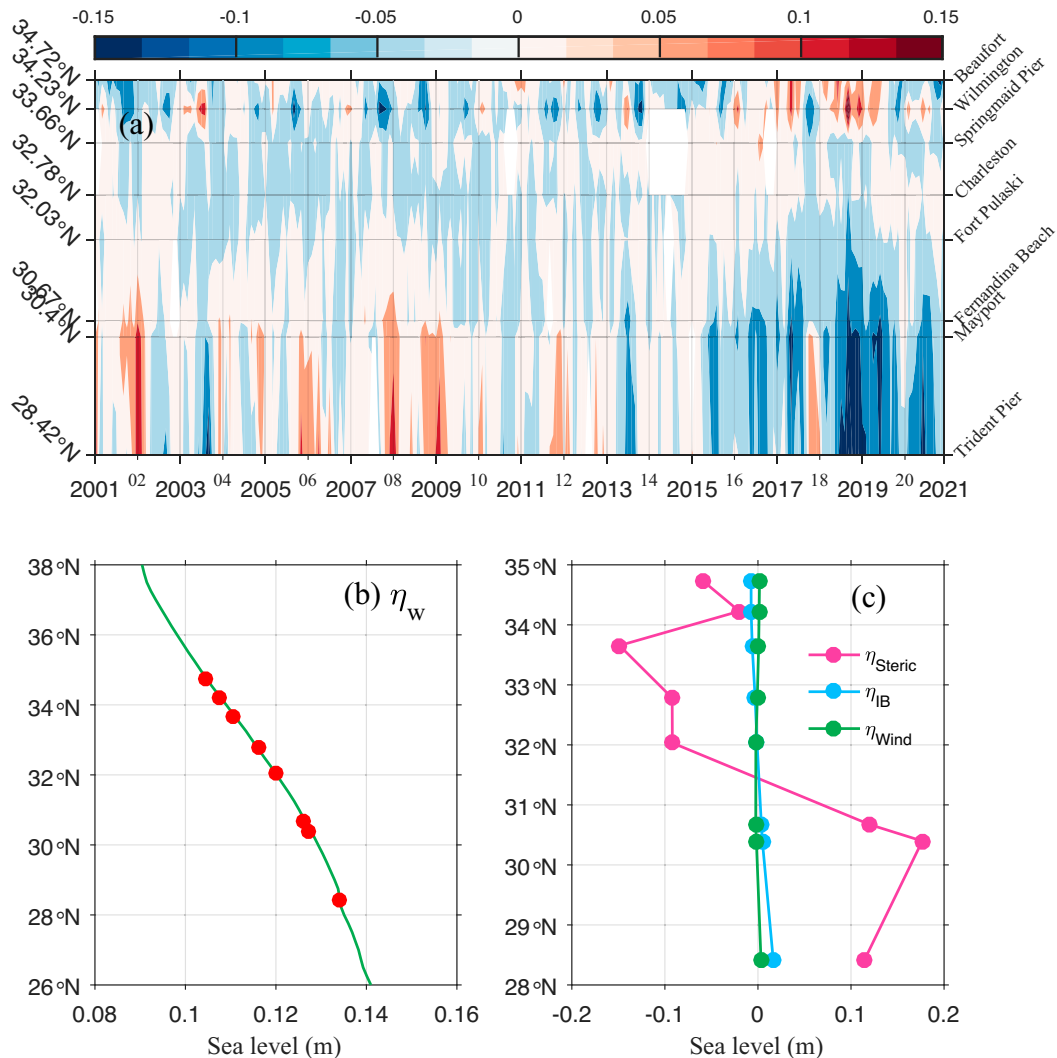 -0.15 -0.1 -0.05 0 0.05 0.1 0.15
(a)
34.72°N
34.23°N
33.66°N
32.78°N
32.03°N
30.67°N
30.4°N
28.42°N
Beaufort
Wilmington
Springmaid Pier
Charleston
Fort Pulaski
Fernandina Beach
Mayport
Trident Pier
2001 02 2003 04 2005 06 2007 08 2009 10 2011 12 2013 14 2015 16 2017 18 2019 20 2021
(b) ηw
38°N
36°N
34°N
32°N
30°N
28°N
26°N
0.08 0.1 0.12 0.14 0.16
Sea level (m)
(c)
35°N
34°N
33°N
32°N
31°N
30°N
29°N
28°N
ηSteric
ηIB
ηWind
-0.2 -0.1 0 0.1 0.2
Sea level (m)